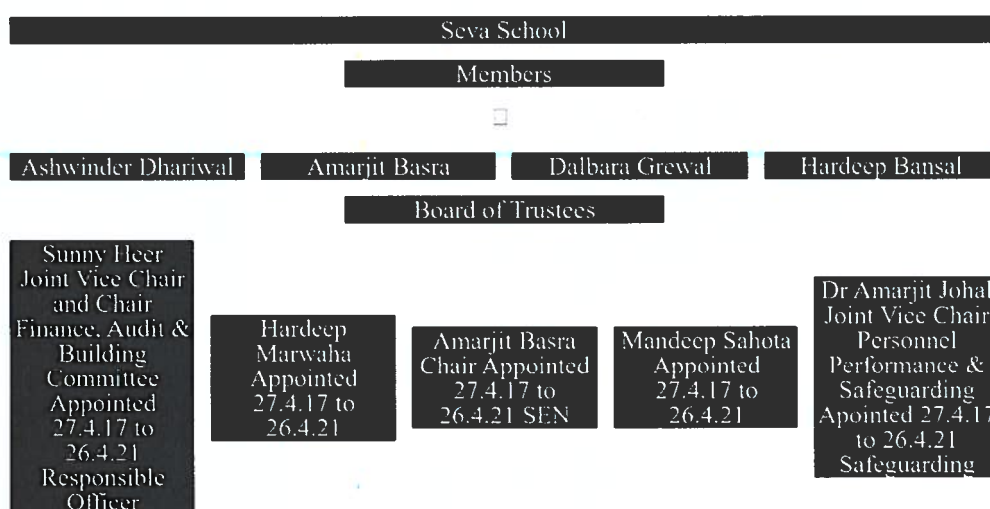 Seva School
Members
Ashwinder Dhariwal
Amarjit Basra
Dalbara Grewal
Hardeep Bansal
Board of Trustees
Sunny Heer
Joint Vice Chair
and Chair
Finance, Audit &
Building
Committee
Appointed
27.4.17 to
26.4.21
Responsible
Officer
Hardeep
Marwaha
Appointed
27.4.17 to
26.4.21
Amarjit Basra
Chair Appointed
27.4.17 to
26.4.21 SEN
Mandeep Sahota
Appointed
27.4.17 to
26.4.21
Dr Amarjit Johal
Joint Vice Chair
Personnel
Performance &
Safeguarding
Apointed 27.4.17
to 26.4.21
Safeguarding